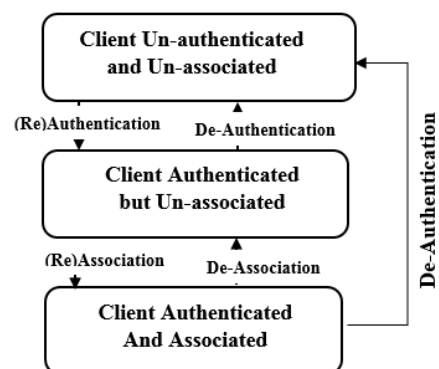 Client Un-authenticated
and Un-associated
(Re)Authentication
De-Authentication
Client Authenticated
but Un-associated
(Re)Association
De-Association
Client Authenticated
And Associated
De-Authentication